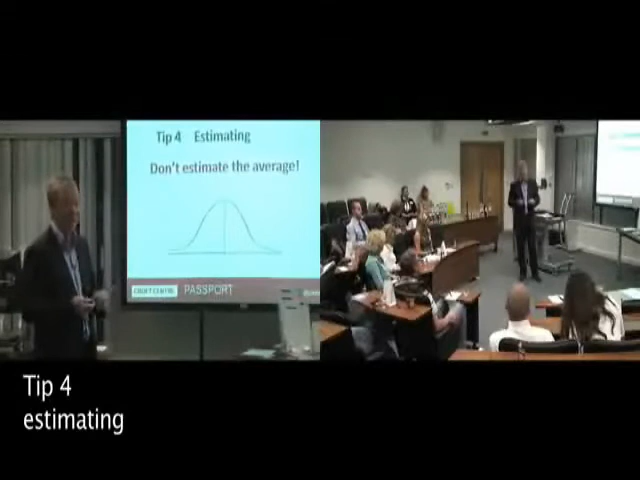 Tip 4 Estimating
Don't estimate the average!
PASSPORT
Tip 4
estimating